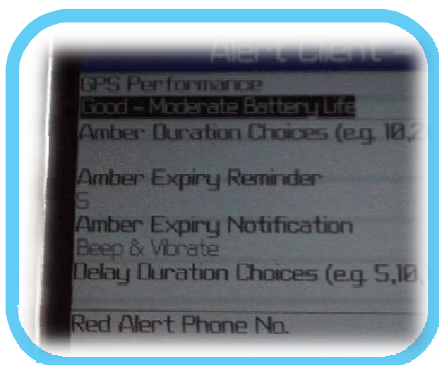 Alert Client -
GPS Performance
Good - Moderate Battery Life
Amber Duration Choices (e.g. 10,2
Amber Expiry Reminder
5
Amber Expiry Notification
Beep & Vibrate
Delay Duration Choices (e.g. 5,10,
Red Alert Phone No.